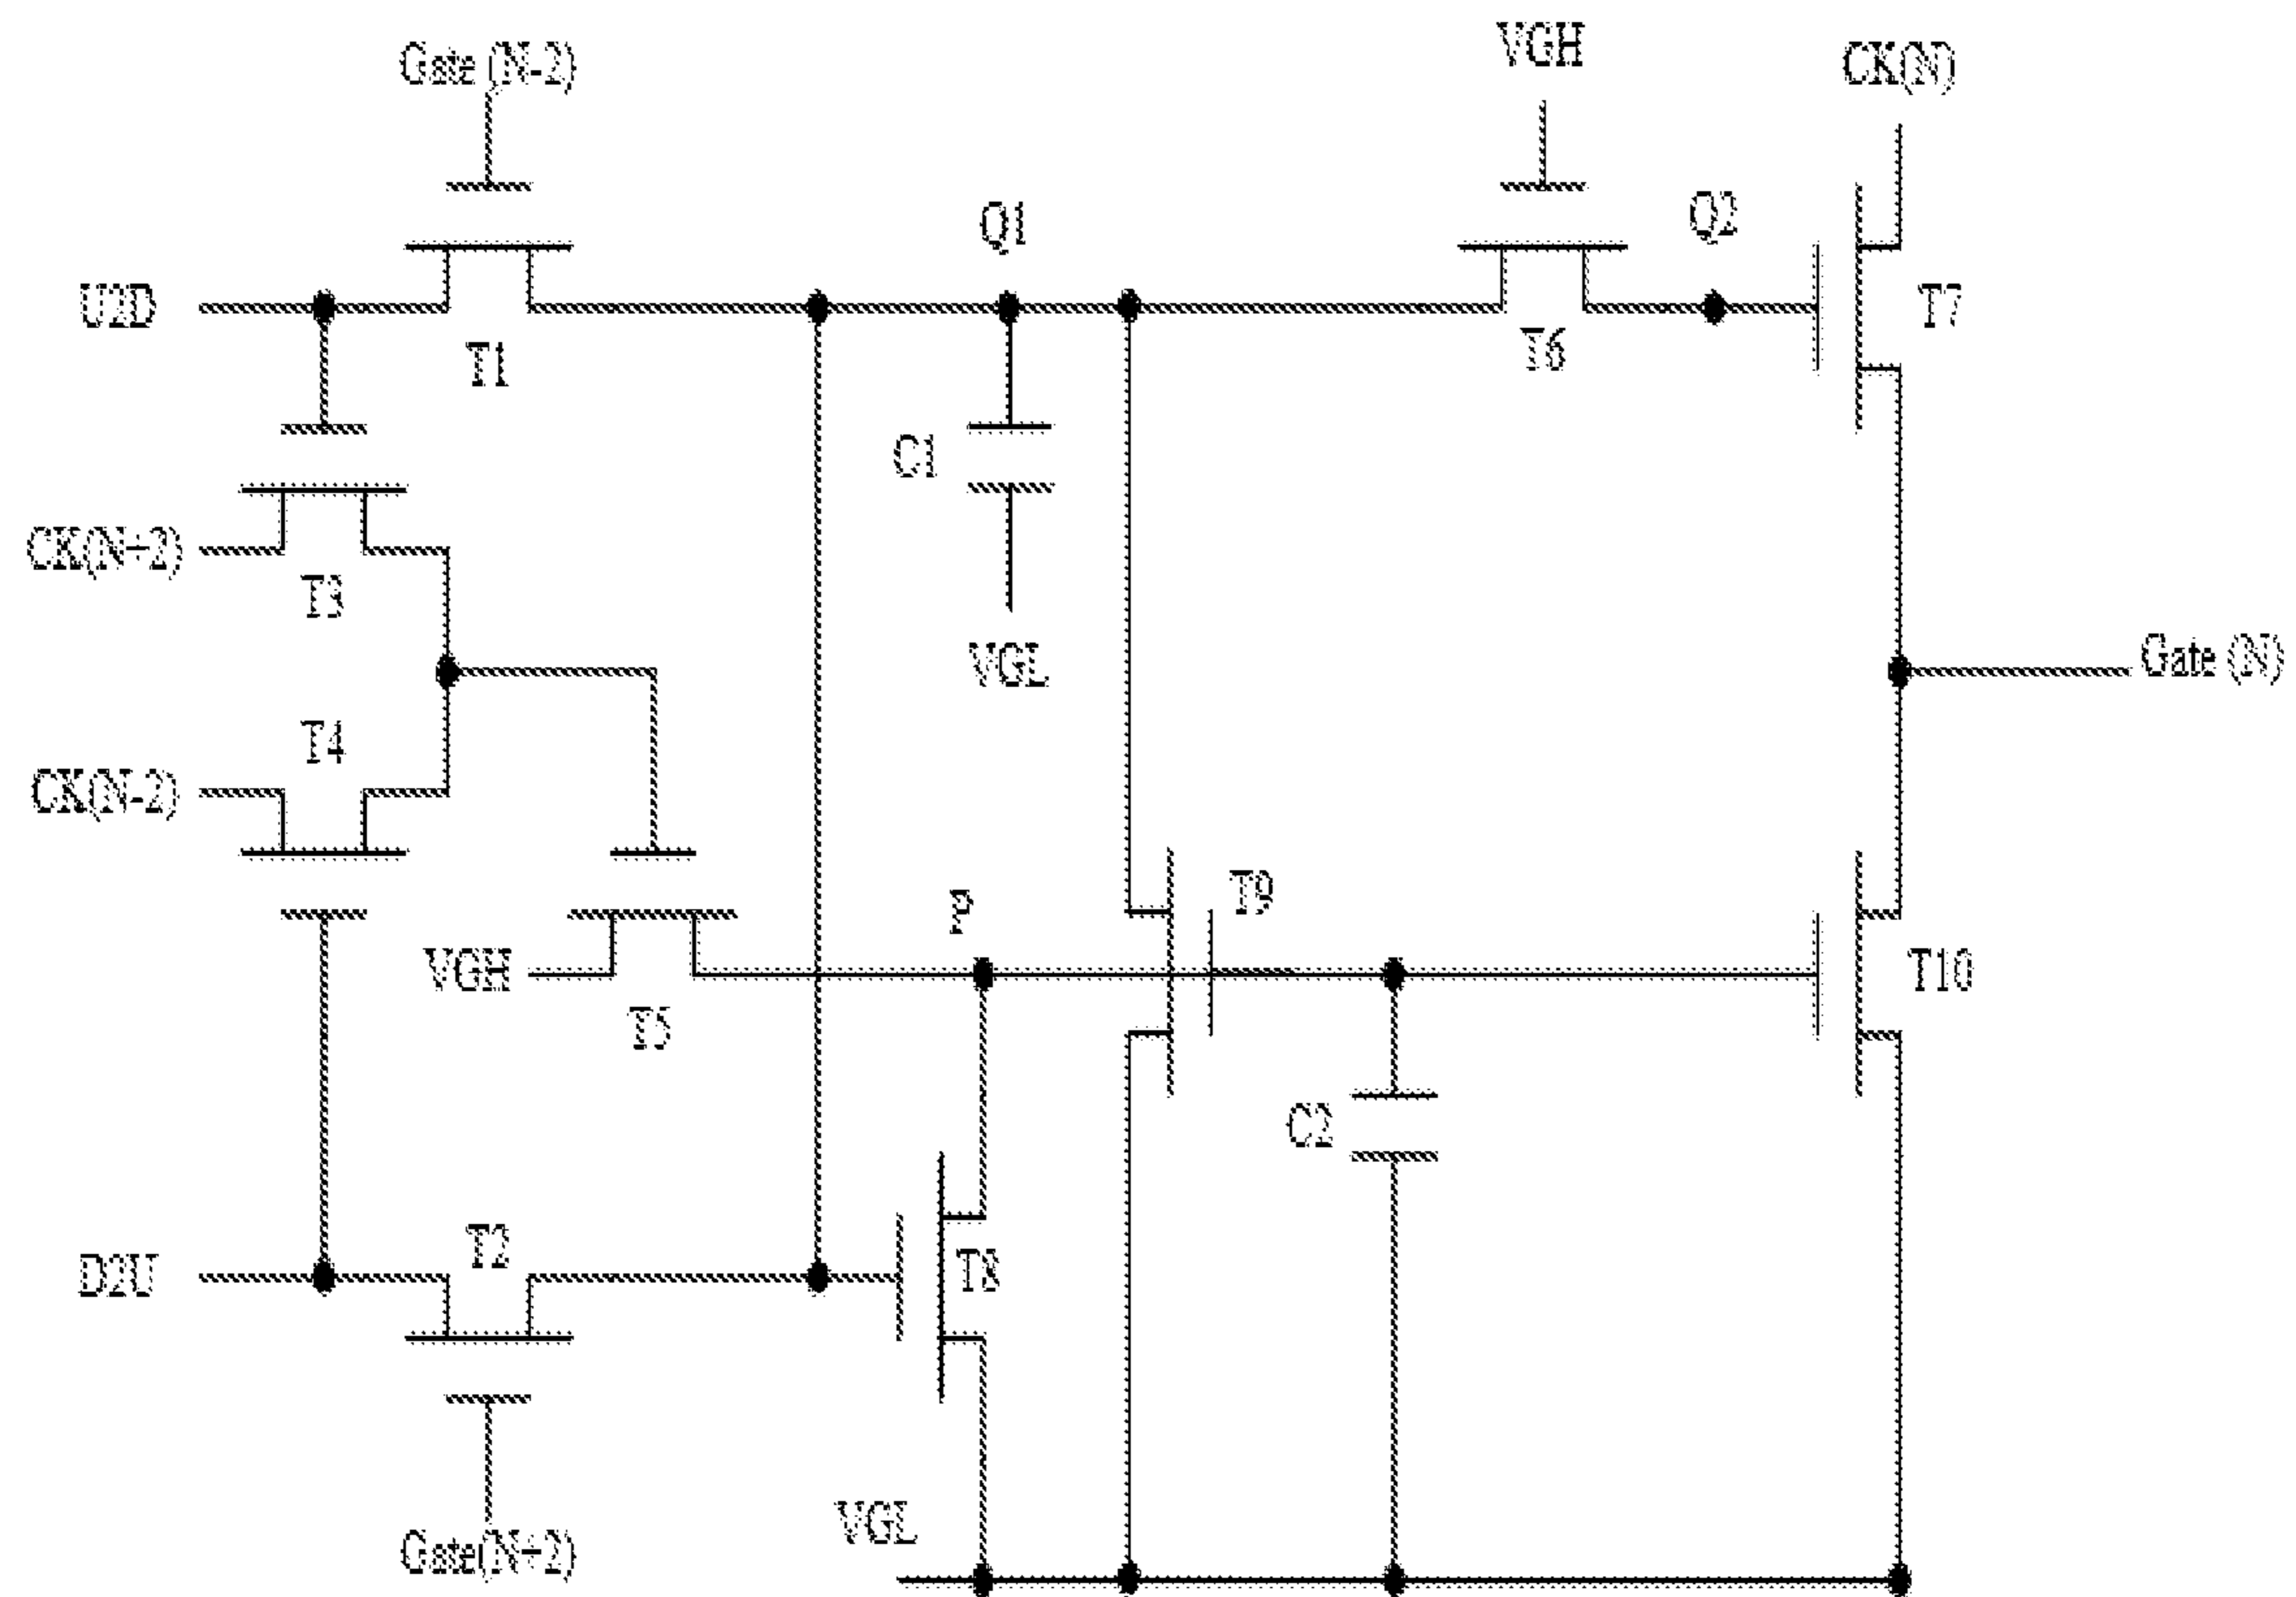 Gate (N-2)
VGH
CK(N)
Q1
Q2
U2D
T1
T6
T7
C1
CK(N+2)
T3
VGL
Gate (N)
T4
CK(N-2)
P
T9
VGH
T5
T10
C2
D2U
T2
T8
VGL
Gate(N+2)